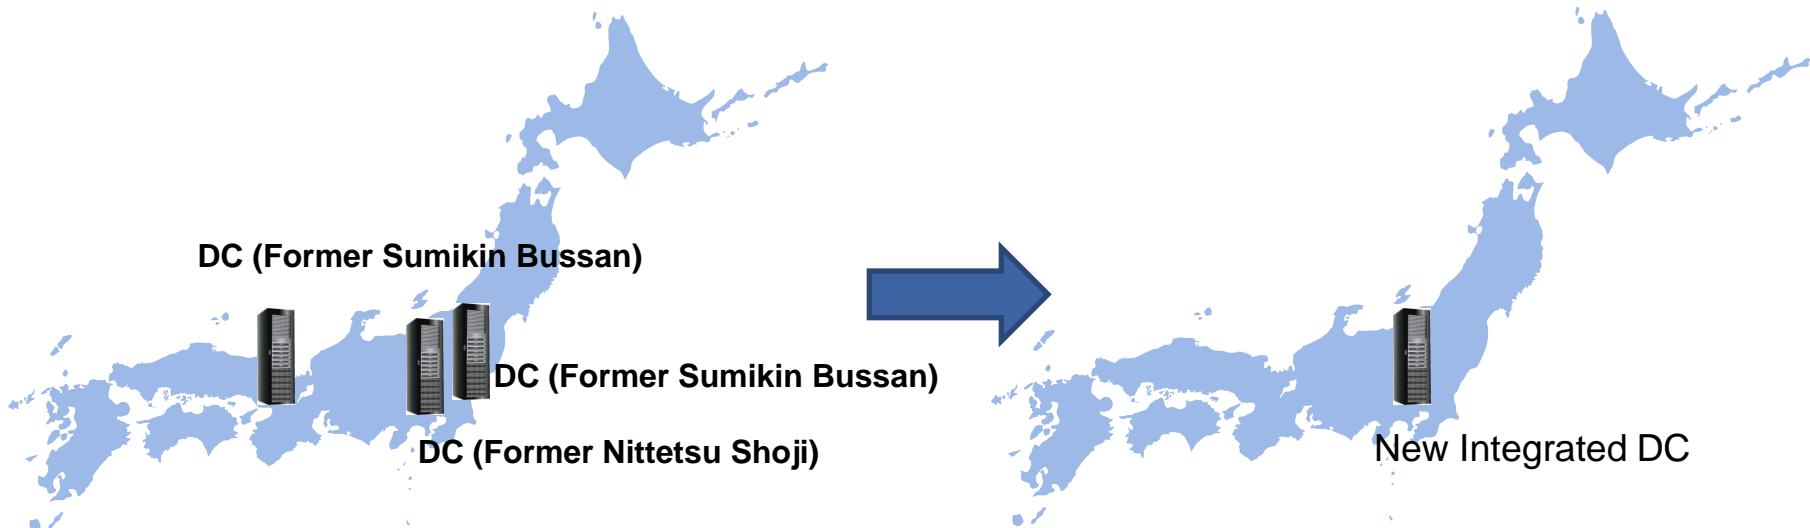 DC (Former Sumikin Bussan)
DC (Former Sumikin Bussan)
DC (Former Nittetsu Shoji)
New Integrated DC